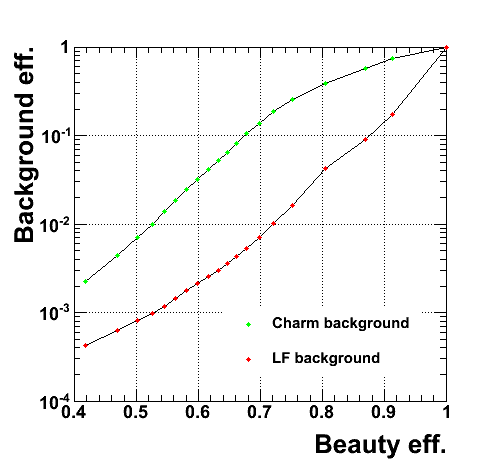 Background eff.
1
10⁻¹
10⁻²
10⁻³
10⁻⁴
Charm background
LF background
0.4 0.5 0.6 0.7 0.8 0.9 1
Beauty eff.